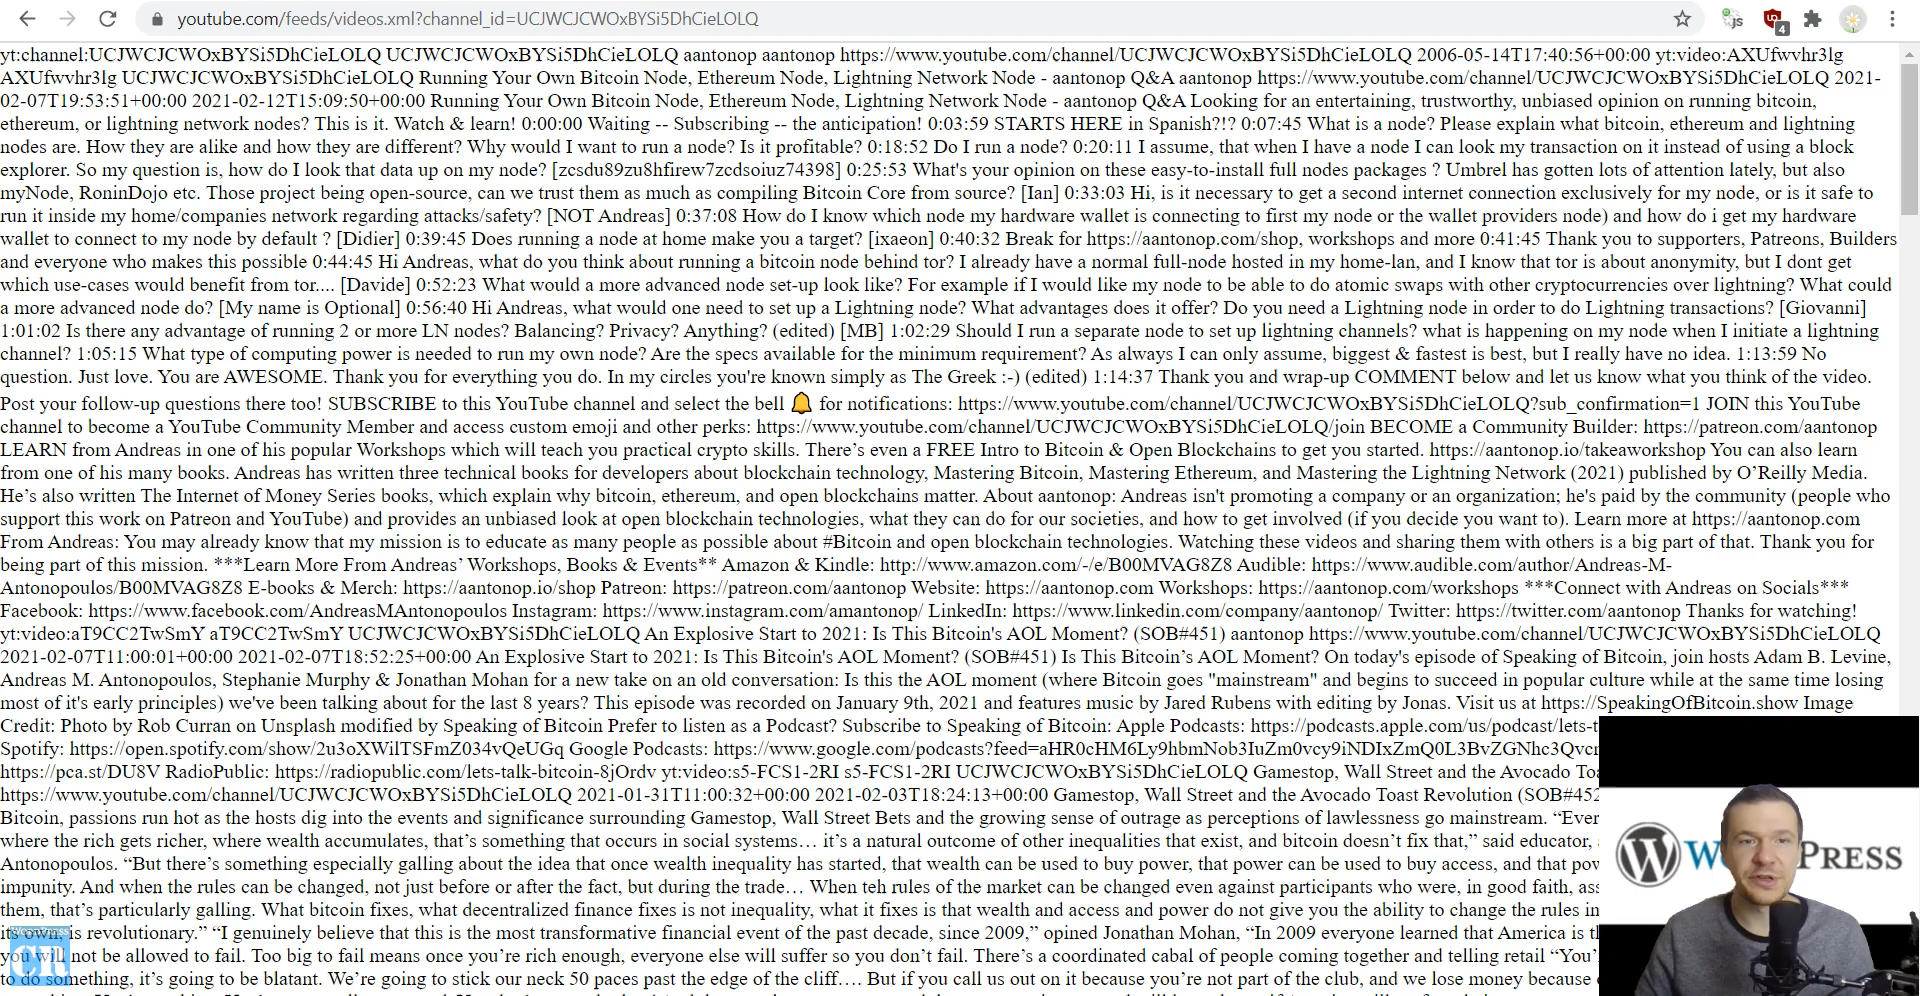 youtube.com/feeds/videos.xml?channel_id=UCJWCJCWOxBYSi5DhCieLOLQ
yt:channel:UCJWCJCWOxBYSi5DhCieLOLQ UCJWCJCWOxBYSi5DhCieLOLQ aantonop aantonop https://www.youtube.com/channel/UCJWCJCWOxBYSi5DhCieLOLQ 2006-05-14T17:40:56+00:00 yt:video:AXUfwvhr3lg
AXUfwvhr3lg UCJWCJCWOxBYSi5DhCieLOLQ Running Your Own Bitcoin Node, Ethereum Node, Lightning Network Node - aantonop Q&A aantonop https://www.youtube.com/channel/UCJWCJCWOxBYSi5DhCieLOLQ 2021-
02-07T19:53:51+00:00 2021-02-12T15:09:50+00:00 Running Your Own Bitcoin Node, Ethereum Node, Lightning Network Node - aantonop Q&A Looking for an entertaining, trustworthy, unbiased opinion on running bitcoin,
ethereum, or lightning network nodes? This is it. Watch & learn! 0:00:00 Waiting -- Subscribing -- the anticipation! 0:03:59 STARTS HERE in Spanish?!? 0:07:45 What is a node? Please explain what bitcoin, ethereum and lightning
nodes are. How they are alike and how they are different? Why would I want to run a node? Is it profitable? 0:18:52 Do I run a node? 0:20:11 I assume, that when I have a node I can look my transaction on it instead of using a block
explorer. So my question is, how do I look that data up on my node? [zcsdu89zu8hfirew7zcdsoiuz74398] 0:25:53 What's your opinion on these easy-to-install full nodes packages ? Umbrel has gotten lots of attention lately, but also
myNode, RoninDojo etc. Those project being open-source, can we trust them as much as compiling Bitcoin Core from source? [Ian] 0:33:03 Hi, is it necessary to get a second internet connection exclusively for my node, or is it safe to
run it inside my home/companies network regarding attacks/safety? [NOT Andreas] 0:37:08 How do I know which node my hardware wallet is connecting to first my node or the wallet providers node) and how do i get my hardware
wallet to connect to my node by default ? [Didier] 0:39:45 Does running a node at home make you a target? [ixaeon] 0:40:32 Break for https://aantonop.com/shop, workshops and more 0:41:45 Thank you to supporters, Patreons, Builders
and everyone who makes this possible 0:44:45 Hi Andreas, what do you think about running a bitcoin node behind tor? I already have a normal full-node hosted in my home-lan, and I know that tor is about anonymity, but I dont get
which use-cases would benefit from tor.... [Davide] 0:52:23 What would a more advanced node set-up look like? For example if I would like my node to be able to do atomic swaps with other cryptocurrencies over lightning? What could
a more advanced node do? [My name is Optional] 0:56:40 Hi Andreas, what would one need to set up a Lightning node? What advantages does it offer? Do you need a Lightning node in order to do Lightning transactions? [Giovanni]
1:01:02 Is there any advantage of running 2 or more LN nodes? Balancing? Privacy? Anything? (edited) [MB] 1:02:29 Should I run a separate node to set up lightning channels? what is happening on my node when I initiate a lightning
channel? 1:05:15 What type of computing power is needed to run my own node? Are the specs available for the minimum requirement? As always I can only assume, biggest & fastest is best, but I really have no idea. 1:13:59 No
question. Just love. You are AWESOME. Thank you for everything you do. In my circles you're known simply as The Greek :-) (edited) 1:14:37 Thank you and wrap-up COMMENT below and let us know what you think of the video.
Post your follow-up questions there too! SUBSCRIBE to this YouTube channel and select the bell 🔔 for notifications: https://www.youtube.com/channel/UCJWCJCWOxBYSi5DhCieLOLQ?sub_confirmation=1 JOIN this YouTube
channel to become a YouTube Community Member and access custom emoji and other perks: https://www.youtube.com/channel/UCJWCJCWOxBYSi5DhCieLOLQ/join BECOME a Community Builder: https://patreon.com/aantonop
LEARN from Andreas in one of his popular Workshops which will teach you practical crypto skills. There’s even a FREE Intro to Bitcoin & Open Blockchains to get you started. https://aantonop.io/takeaworkshop You can also learn
from one of his many books. Andreas has written three technical books for developers about blockchain technology, Mastering Bitcoin, Mastering Ethereum, and Mastering the Lightning Network (2021) published by O’Reilly Media.
He’s also written The Internet of Money Series books, which explain why bitcoin, ethereum, and open blockchains matter. About aantonop: Andreas isn't promoting a company or an organization; he's paid by the community (people who
support this work on Patreon and YouTube) and provides an unbiased look at open blockchain technologies, what they can do for our societies, and how to get involved (if you decide you want to). Learn more at https://aantonop.com
From Andreas: You may already know that my mission is to educate as many people as possible about #Bitcoin and open blockchain technologies. Watching these videos and sharing them with others is a big part of that. Thank you for
being part of this mission. ***Learn More From Andreas’ Workshops, Books & Events** Amazon & Kindle: http://www.amazon.com/-/e/B00MVAG8Z8 Audible: https://www.audible.com/author/Andreas-M-
Antonopoulos/B00MVAG8Z8 E-books & Merch: https://aantonop.io/shop Patreon: https://patreon.com/aantonop Website: https://aantonop.com Workshops: https://aantonop.com/workshops ***Connect with Andreas on Socials***
Facebook: https://www.facebook.com/AndreasMAntonopoulos Instagram: https://www.instagram.com/aantonop/ LinkedIn: https://www.linkedin.com/company/aantonop/ Twitter: https://twitter.com/aantonop Thanks for watching!
yt:video:aT9CC2TwSmY aT9CC2TwSmY UCJWCJCWOxBYSi5DhCieLOLQ An Explosive Start to 2021: Is This Bitcoin's AOL Moment? (SOB#451) aantonop https://www.youtube.com/channel/UCJWCJCWOxBYSi5DhCieLOLQ
2021-02-07T11:00:01+00:00 2021-02-07T18:52:25+00:00 An Explosive Start to 2021: Is This Bitcoin's AOL Moment? (SOB#451) Is This Bitcoin’s AOL Moment? On today's episode of Speaking of Bitcoin, join hosts Adam B. Levine,
Andreas M. Antonopoulos, Stephanie Murphy & Jonathan Mohan for a new take on an old conversation: Is this the AOL moment (where Bitcoin goes "mainstream" and begins to succeed in popular culture while at the same time losing
most of it's early principles) we've been talking about for the last 8 years? This episode was recorded on January 9th, 2021 and features music by Jared Rubens with editing by Jonas. Visit us at https://SpeakingOfBitcoin.show Image
Credit: Photo by Rob Curran on Unsplash modified by Speaking of Bitcoin Prefer to listen as a Podcast? Subscribe to Speaking of Bitcoin: Apple Podcasts: https://podcasts.apple.com/us/podcast/lets-t
Spotify: https://open.spotify.com/show/2u3oXWilTSFmZ034vQeUGq Google Podcasts: https://www.google.com/podcasts?feed=aHR0cHM6Ly9hbmNob3IuZm0vcy9iNDIxZmQ0L3BvZGNhc3Qvcn
https://pca.st/DU8V RadioPublic: https://radiopublic.com/lets-talk-bitcoin-8jOrdv yt:video:s5-FCS1-2RI s5-FCS1-2RI UCJWCJCWOxBYSi5DhCieLOLQ Gamestop, Wall Street and the Avocado Toa
https://www.youtube.com/channel/UCJWCJCWOxBYSi5DhCieLOLQ 2021-01-31T11:00:32+00:00 2021-02-03T18:24:13+00:00 Gamestop, Wall Street and the Avocado Toast Revolution (SOB#452
Bitcoin, passions run hot as the hosts dig into the events and significance surrounding Gamestop, Wall Street Bets and the growing sense of outrage as perceptions of lawlessness go mainstream. “Ever
where the rich gets richer, where wealth accumulates, that’s something that occurs in social systems… it’s a natural outcome of other inequalities that exist, and bitcoin doesn’t fix that,” said educator,
Antonopoulos. “But there’s something especially galling about the idea that once wealth inequality has started, that wealth can be used to buy power, that power can be used to buy access, and that pow
impunity. And when the rules can be changed, not just before or after the fact, but during the trade… When teh rules of the market can be changed even against participants who were, in good faith, ass
them, that’s particularly galling. What bitcoin fixes, what decentralized finance fixes is not inequality, what it fixes is that wealth and access and power do not give you the ability to change the rules in
its own, is revolutionary.” “I genuinely believe that this is the most transformative financial event of the past decade, since 2009,” opined Jonathan Mohan, “In 2009 everyone learned that America is t
you will not be allowed to fail. Too big to fail means once you’re rich enough, everyone else will suffer so you don’t fail. There’s a coordinated cabal of people coming together and telling retail “You’
to do something, it’s going to be blatant. We’re going to stick our neck 50 paces past the edge of the cliff…. But if you call us out on it because you’re not part of the club, and we lose money because
W PRESS
WORDPRESS
CTI